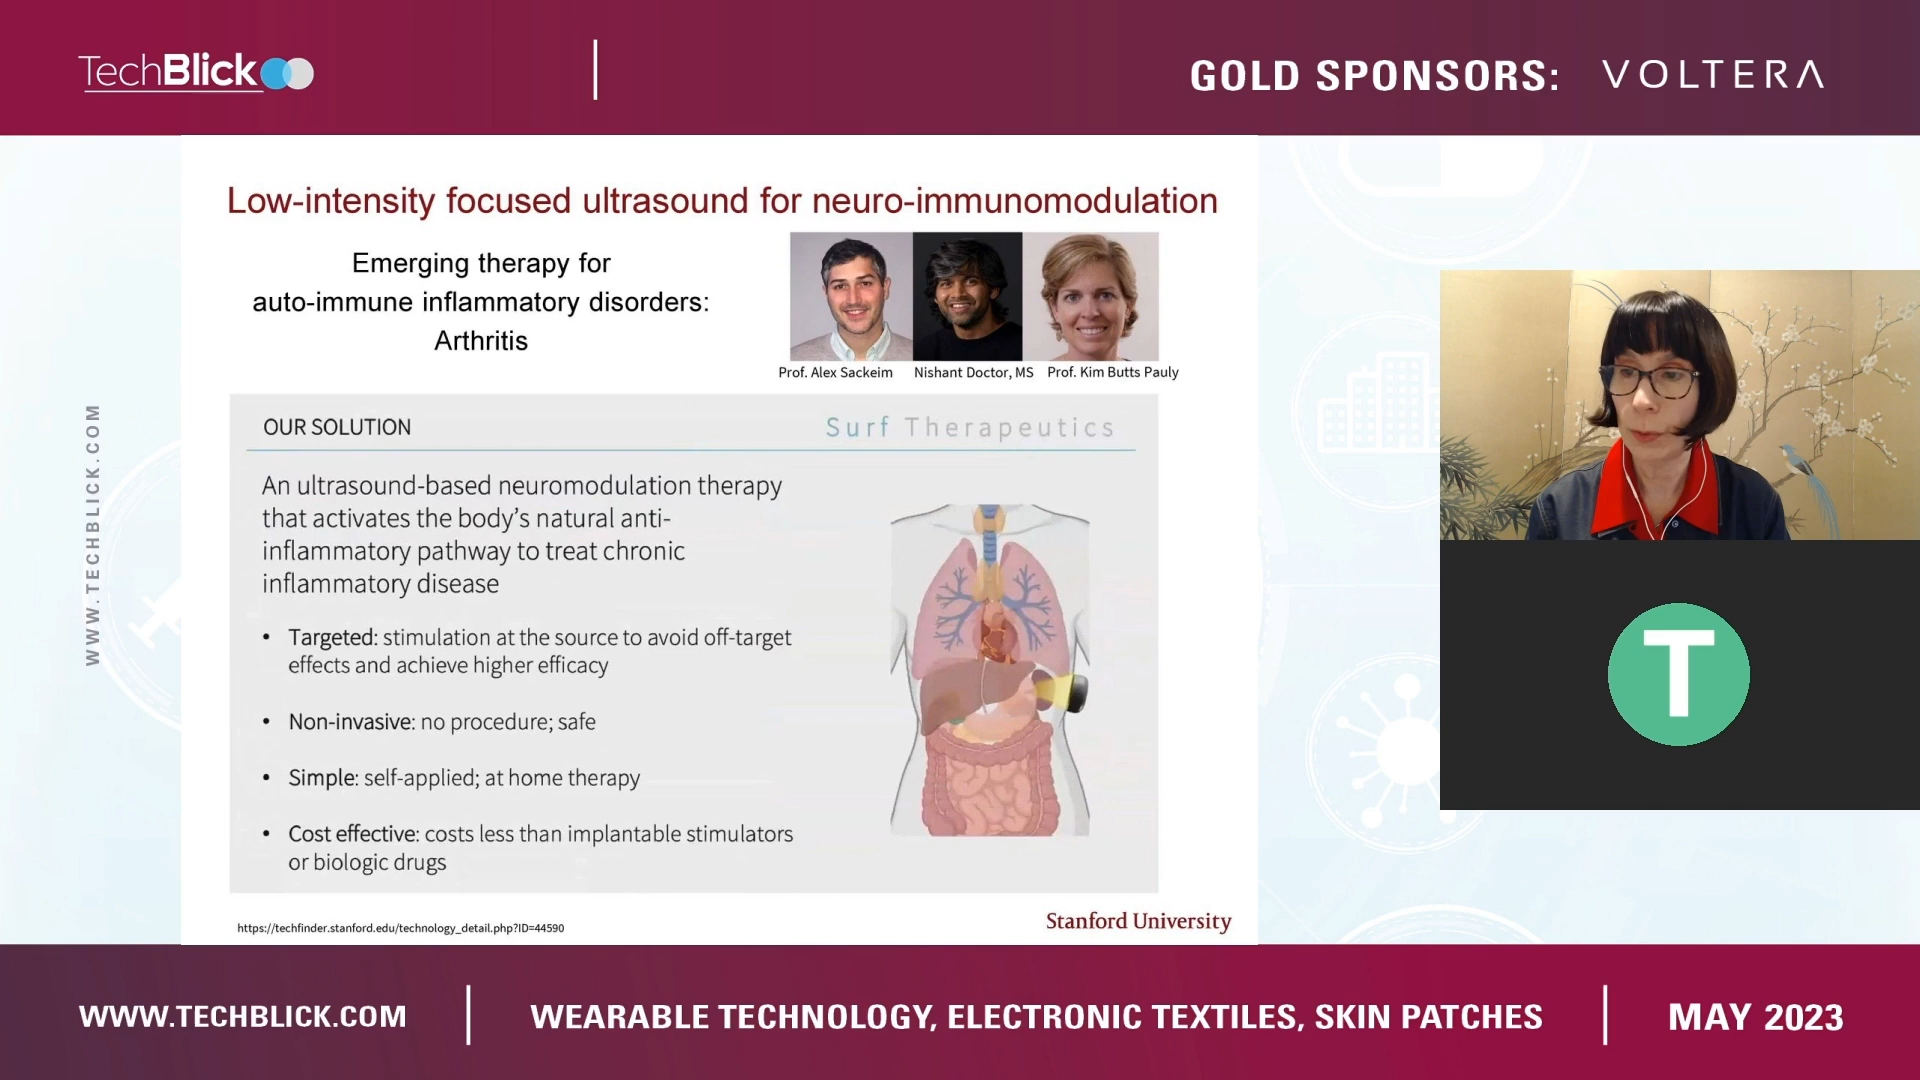 TechBlick
GOLD SPONSORS: VOLTERA
WWW.TECHBLICK.COM
Low-intensity focused ultrasound for neuro-immunomodulation
Emerging therapy for
auto-immune inflammatory disorders:
Arthritis
Prof. Alex Sackeim
Nishant Doctor, MS
Prof. Kim Butts Pauly
OUR SOLUTION
Surf Therapeutics
An ultrasound-based neuromodulation therapy
that activates the body's natural anti-
inflammatory pathway to treat chronic
inflammatory disease
• Targeted: stimulation at the source to avoid off-target
effects and achieve higher efficacy
• Non-invasive: no procedure; safe
• Simple: self-applied; at home therapy
• Cost effective: costs less than implantable stimulators
or biologic drugs
https://techfinder.stanford.edu/technology_detail.php?ID=44590
Stanford University
T
WWW.TECHBLICK.COM
WEARABLE TECHNOLOGY, ELECTRONIC TEXTILES, SKIN PATCHES
MAY 2023